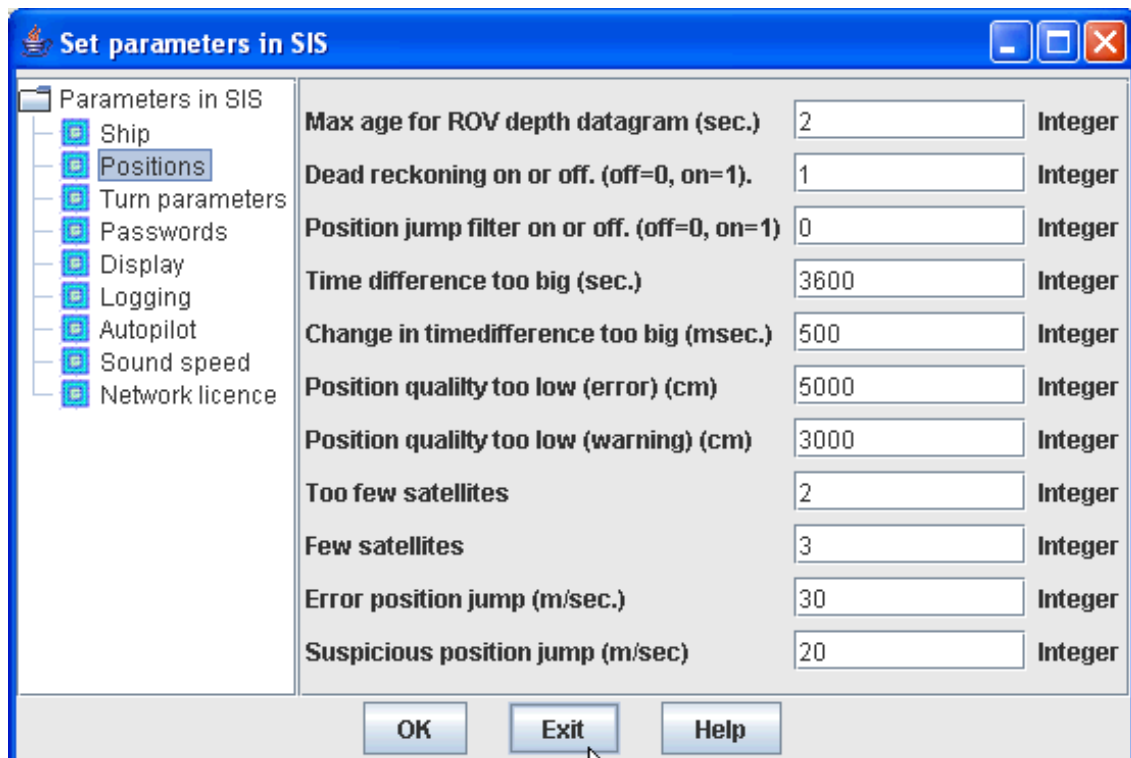 Set parameters in SIS
Parameters in SIS
Ship
Positions
Turn parameters
Passwords
Display
Logging
Autopilot
Sound speed
Network licence
Max age for ROV depth datagram (sec.) 2 Integer
Dead reckoning on or off. (off=0, on=1). 1 Integer
Position jump filter on or off. (off=0, on=1) 0 Integer
Time difference too big (sec.) 3600 Integer
Change in timedifference too big (msec.) 500 Integer
Position qualilty too low (error) (cm) 5000 Integer
Position qualilty too low (warning) (cm) 3000 Integer
Too few satellites 2 Integer
Few satellites 3 Integer
Error position jump (m/sec.) 30 Integer
Suspicious position jump (m/sec) 20 Integer
OK Exit Help